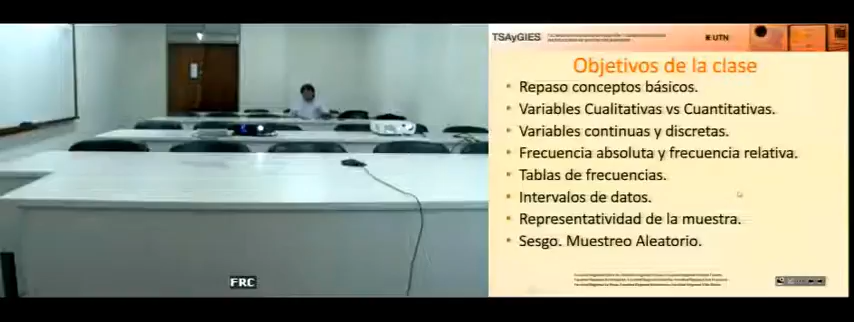 TSAyGIES
UTN
Objetivos de la clase
• Repaso conceptos básicos.
• Variables Cualitativas vs Cuantitativas.
• Variables continuas y discretas.
• Frecuencia absoluta y frecuencia relativa.
• Tablas de frecuencias.
• Intervalos de datos.
• Representatividad de la muestra.
• Sesgo. Muestreo Aleatorio.
FRC